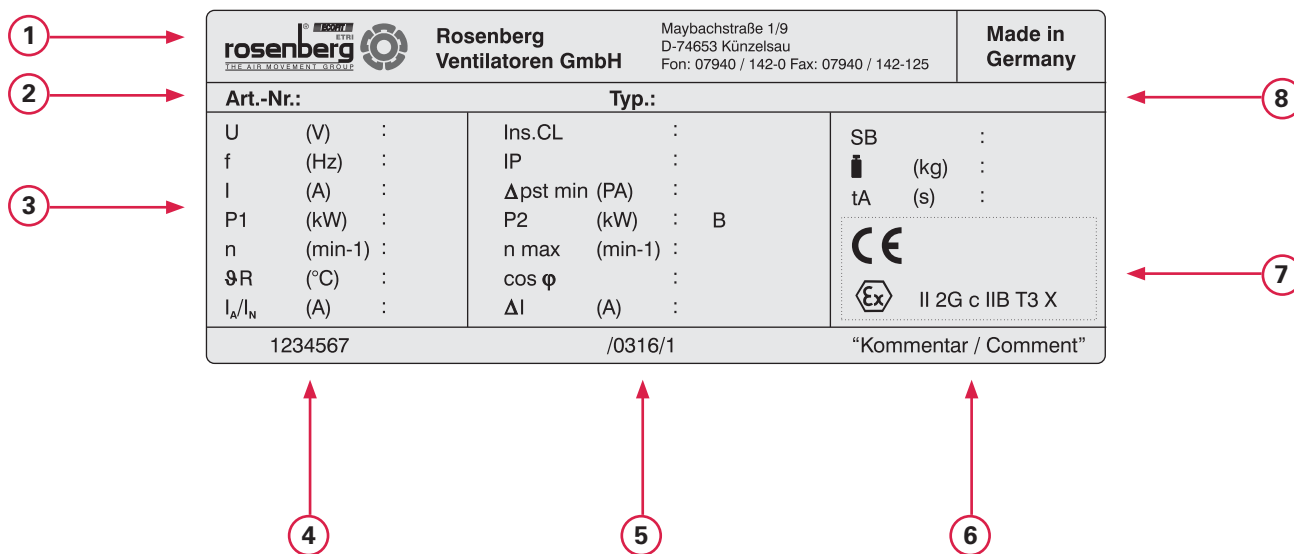 1
® ECOFIT
ETRI
rosenberg
THE AIR MOVEMENT GROUP
Rosenberg
Ventilatoren GmbH
Maybachstraße 1/9
D-74653 Künzelsau
Fon: 07940 / 142-0 Fax: 07940 / 142-125
Made in
Germany
2
Art.-Nr.: Typ.:
8
3
U (V) :
f (Hz) :
I (A) :
P1 (kW) :
n (min-1) :
ϑR (°C) :
IA/IN (A) :
Ins.CL :
IP :
Δpst min (PA) :
P2 (kW) : B
n max (min-1) :
cos φ :
ΔI (A) :
SB :
(kg) :
tA (s) :
CE
Ex II 2G c IIB T3 X
7
1234567 /0316/1 “Kommentar / Comment”
4 5 6